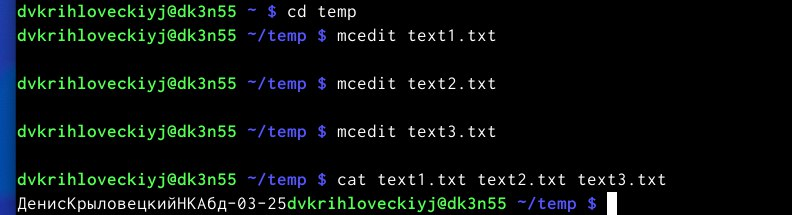 dvkrihloveckiyj@dk3n55 ~ $ cd temp
dvkrihloveckiyj@dk3n55 ~/temp $ mcedit text1.txt
dvkrihloveckiyj@dk3n55 ~/temp $ mcedit text2.txt
dvkrihloveckiyj@dk3n55 ~/temp $ mcedit text3.txt
dvkrihloveckiyj@dk3n55 ~/temp $ cat text1.txt text2.txt text3.txt
ДенисКрыловецкийНКАбд-03-25dvkrihloveckiyj@dk3n55 ~/temp $